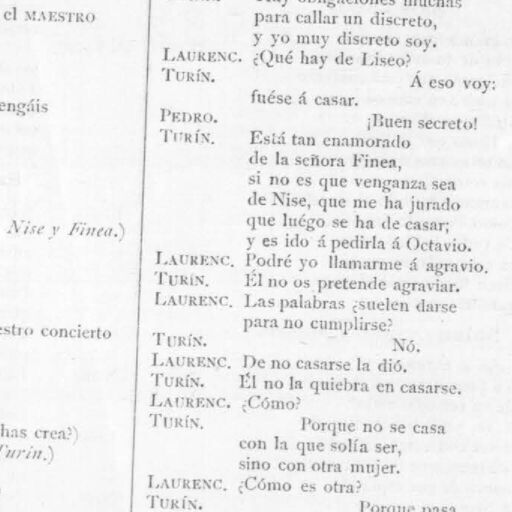 el MAESTRO
engáis
Nise y Finea.)
estro concierto
has crea?)
Turin.)
para callar un discreto,
y yo muy discreto soy.
LAURENC. ¿Qué hay de Liseo?
TURÍN. Á eso voy:
fuése á casar.
PEDRO. ¡Buen secreto!
TURÍN. Está tan enamorado
de la señora Finea,
si no es que venganza sea
de Nise, que me ha jurado
que luégo se ha de casar;
y es ido á pedirla á Octavio.
LAURENC. Podré yo llamarme á agravio.
TURÍN. Él no os pretende agraviar.
LAURENC. Las palabras ¿suelen darse
para no cumplirse?
TURÍN. Nó.
LAURENC. De no casarse la dió.
TURÍN. Él no la quiebra en casarse.
LAURENC. ¿Cómo?
TURÍN. Porque no se casa
con la que solía ser,
sino con otra mujer.
LAURENC. ¿Cómo es otra?
TURÍN. Porque pasa